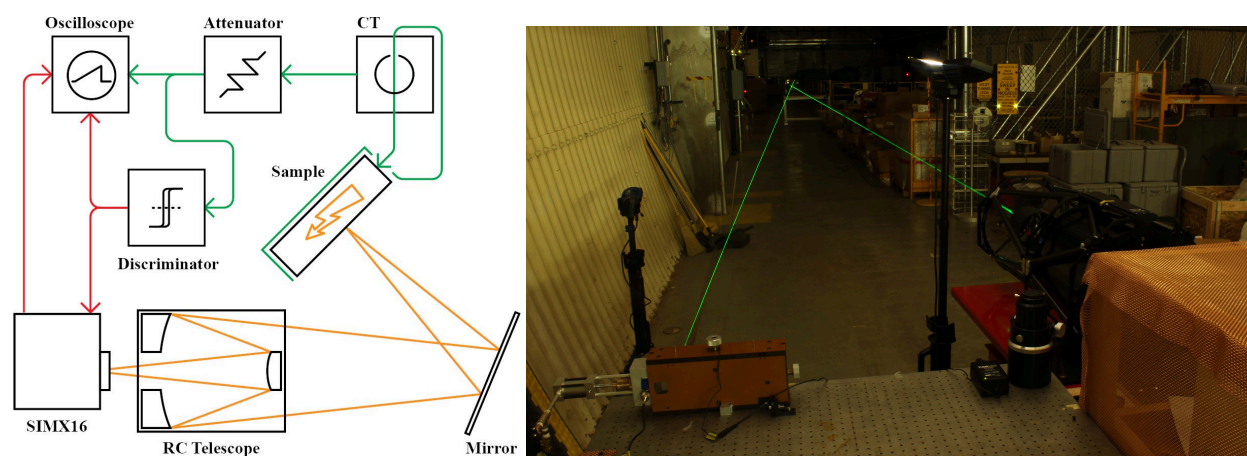 Oscilloscope
Attenuator
CT
Sample
Discriminator
SIMX16
RC Telescope
Mirror